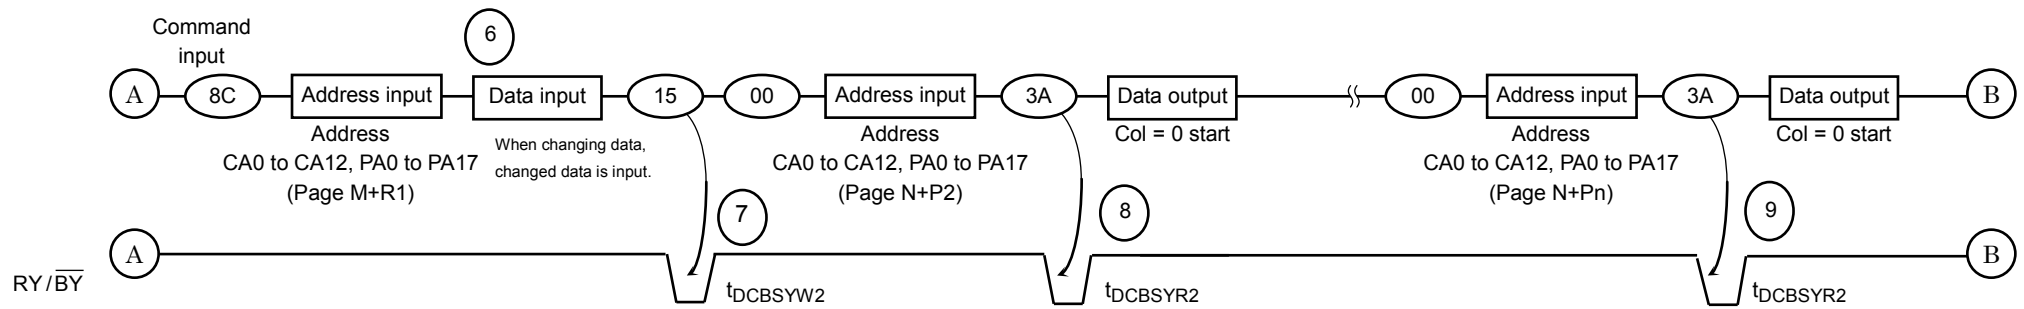 Command
input
6
A 8C Address input Data input 15 00 Address input 3A Data output 00 Address input 3A Data output B
Address
CA0 to CA12, PA0 to PA17
(Page M+R1)
When changing data,
changed data is input.
Address
CA0 to CA12, PA0 to PA17
(Page N+P2)
Col = 0 start
Address
CA0 to CA12, PA0 to PA17
(Page N+Pn)
Col = 0 start
7
8
9
A
B
RY/B̅Y̅
tDCBSYW2
tDCBSYR2
tDCBSYR2